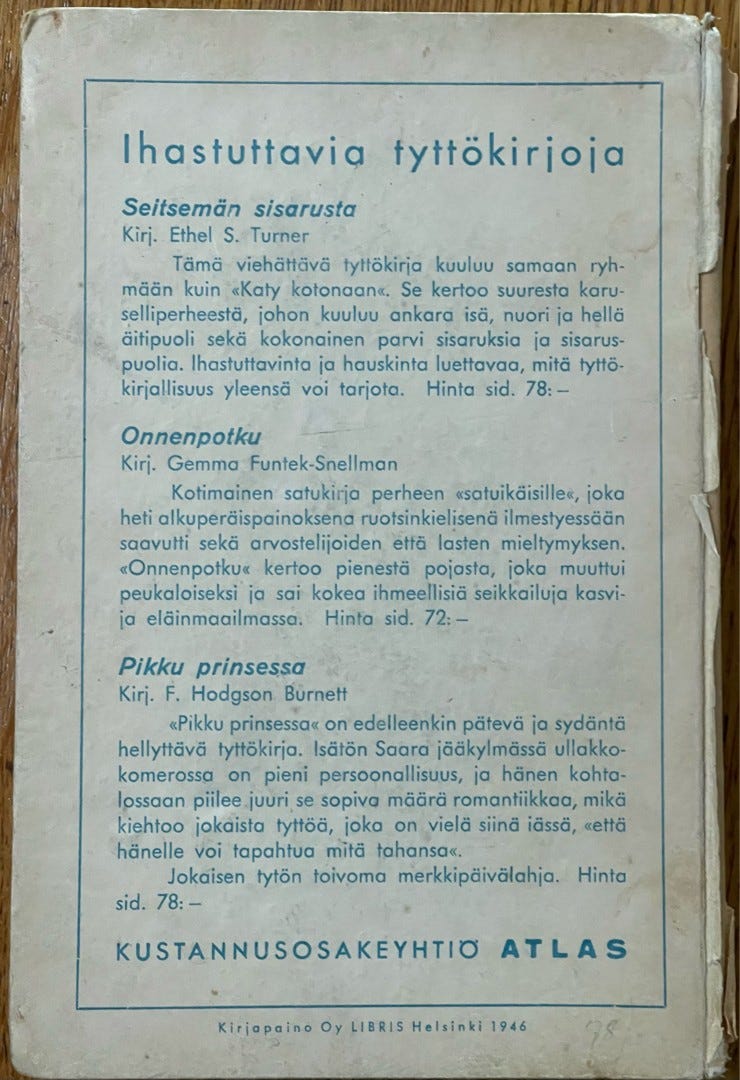 Ihastuttavia tyttökirjoja
Seitsemän sisarusta
Kirj. Ethel S. Turner
Tämä viehättävä tyttökirja kuuluu samaan ryh-
mään kuin «Katy kotonaan«. Se kertoo suuresta karu-
selliperheestä, johon kuuluu ankara isä, nuori ja hellä
äitipuoli sekä kokonainen parvi sisaruksia ja sisarus-
puolia. Ihastuttavinta ja hauskinta luettavaa, mitä tyttö-
kirjallisuus yleensä voi tarjota. Hinta sid. 78: —
Onnenpotku
Kirj. Gemma Funtek-Snellman
Kotimainen satukirja perheen «satuikäisille«, joka
heti alkuperäispainoksena ruotsinkielisenä ilmestyessään
saavutti sekä arvostelijoiden että lasten mieltymyksen.
«Onnenpotku« kertoo pienestä pojasta, joka muuttui
peukaloiseksi ja sai kokea ihmeellisiä seikkailuja kasvi-
ja eläinmaailmassa. Hinta sid. 72: —
Pikku prinsessa
Kirj. F. Hodgson Burnett
«Pikku prinsessa« on edelleenkin pätevä ja sydäntä
hellyttävä tyttökirja. Isätön Saara jääkylmässä ullakko-
komerossa on pieni persoonallisuus, ja hänen kohta-
lossaan piilee juuri se sopiva määrä romantiikkaa, mikä
kiehtoo jokaista tyttöä, joka on vielä siinä iässä, «että
hänelle voi tapahtua mitä tahansa«.
Jokaisen tytön toivoma merkkipäivälahja. Hinta
sid. 78: —
KUSTANNUSOSAKEYHTIÖ ATLAS
Kirjapaino Oy LIBRIS Helsinki 1946